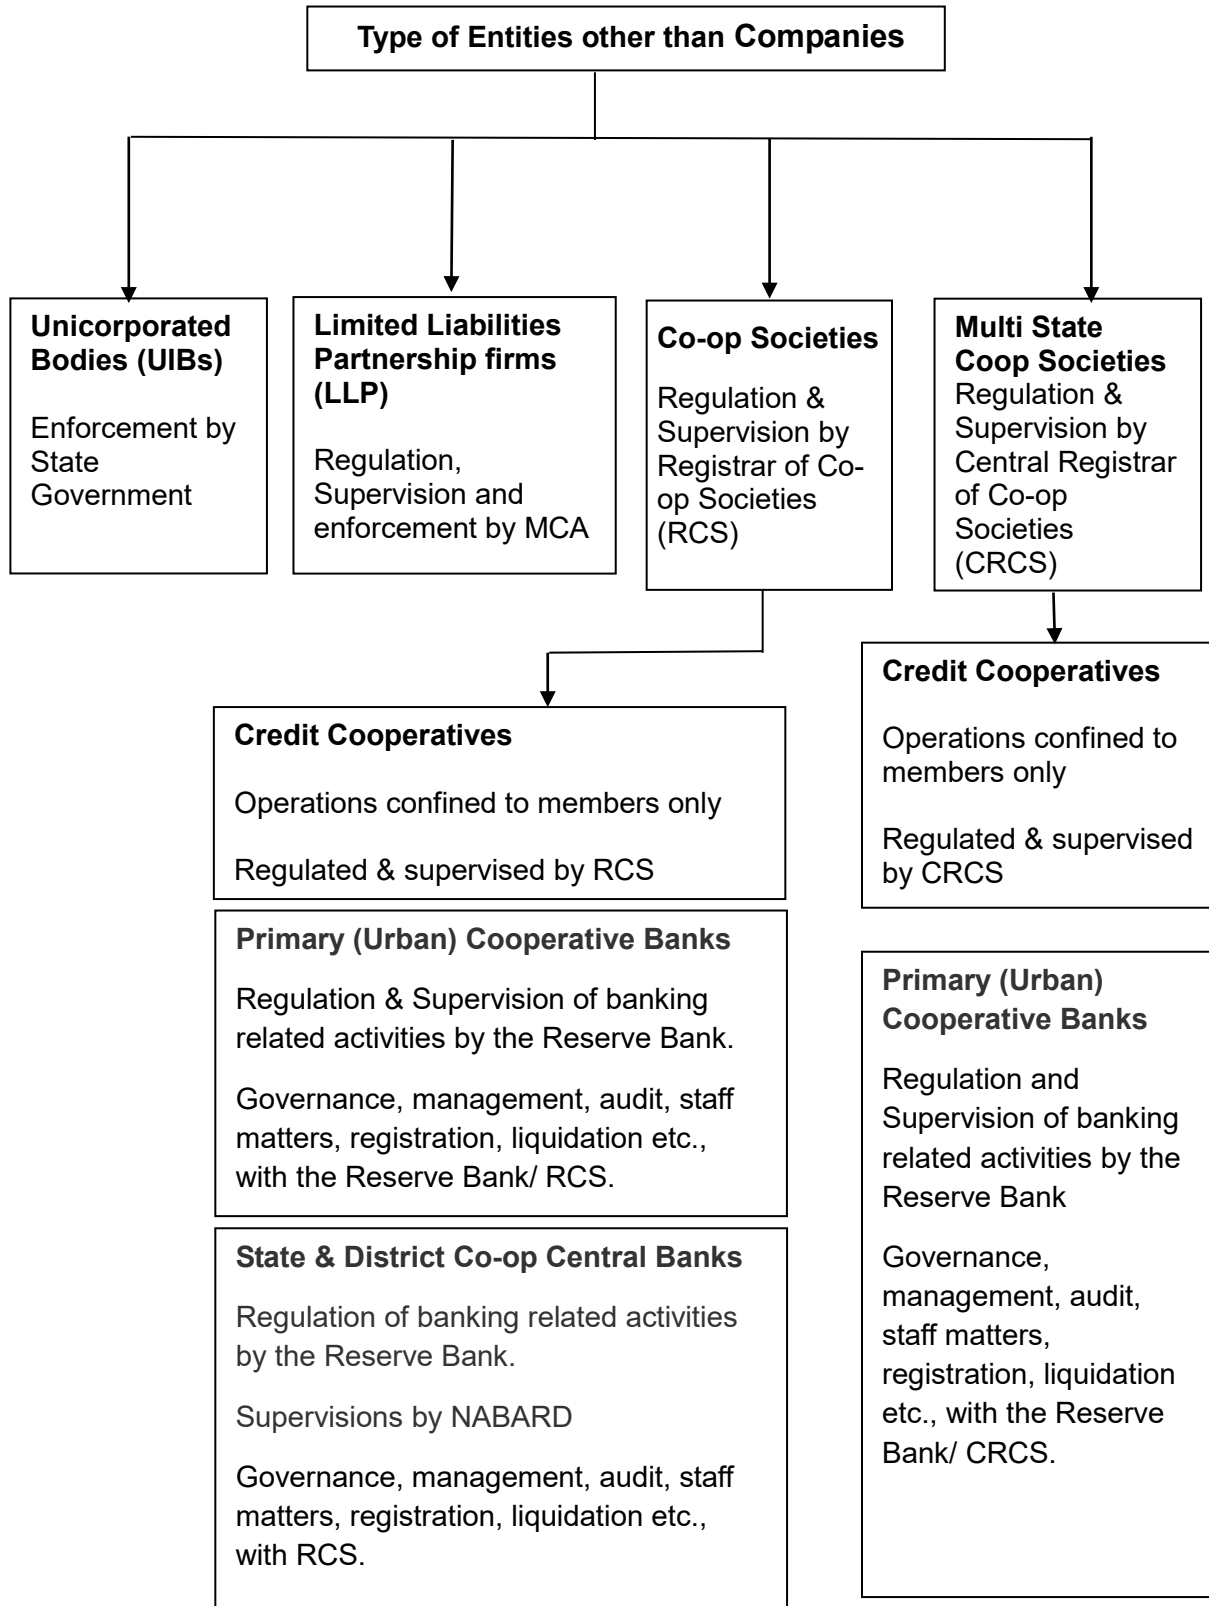 Type of Entities other than Companies
Unicorporated
Bodies (UIBs)
Enforcement by
State
Government
Limited Liabilities
Partnership firms
(LLP)
Regulation,
Supervision and
enforcement by MCA
Co-op Societies
Regulation &
Supervision by
Registrar of Co-
op Societies
(RCS)
Multi State
Coop Societies
Regulation &
Supervision by
Central Registrar
of Co-op
Societies
(CRCS)
Credit Cooperatives
Operations confined to members only
Regulated & supervised by RCS
Primary (Urban) Cooperative Banks
Regulation & Supervision of banking
related activities by the Reserve Bank.
Governance, management, audit, staff
matters, registration, liquidation etc.,
with the Reserve Bank/ RCS.
State & District Co-op Central Banks
Regulation of banking related activities
by the Reserve Bank.
Supervisions by NABARD
Governance, management, audit, staff
matters, registration, liquidation etc.,
with RCS.
Credit Cooperatives
Operations confined to
members only
Regulated & supervised
by CRCS
Primary (Urban)
Cooperative Banks
Regulation and
Supervision of banking
related activities by the
Reserve Bank
Governance,
management, audit,
staff matters,
registration, liquidation
etc., with the Reserve
Bank/ CRCS.